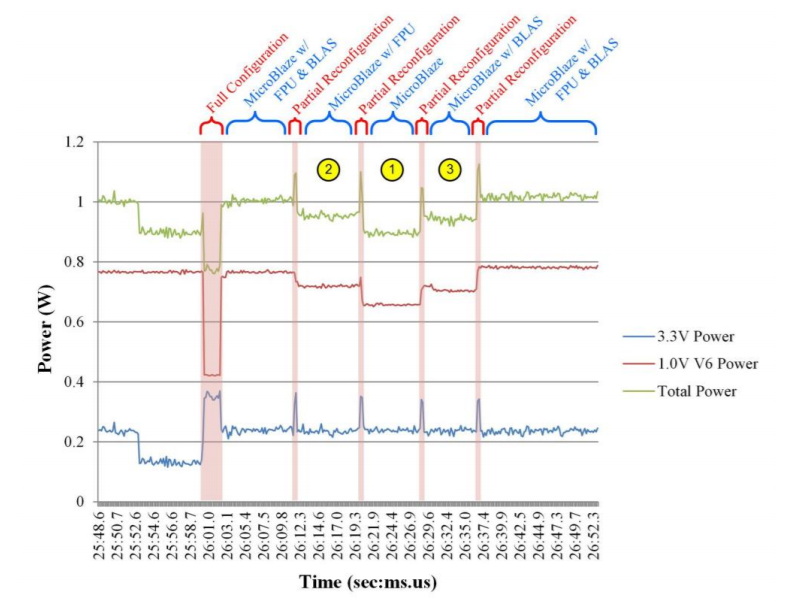 Full Configuration
MicroBlaze w/
FPU & BLAS
Partial Reconfiguration
MicroBlaze w/ FPU
Partial Reconfiguration
MicroBlaze
Partial Reconfiguration
MicroBlaze w/ BLAS
Partial Reconfiguration
MicroBlaze w/
FPU & BLAS
2
1
3
1.2
1
0.8
0.6
0.4
0.2
0
Power (W)
3.3V Power
1.0V V6 Power
Total Power
25:48.6
25:50.7
25:52.6
25:54.6
25:56.6
25:58.7
26:01.0
26:03.1
26:05.4
26:07.5
26:09.8
26:12.3
26:14.6
26:17.0
26:19.3
26:21.9
26:24.4
26:26.9
26:29.6
26:32.4
26:35.0
26:37.4
26:39.9
26:42.5
26:44.9
26:47.3
26:49.7
26:52.3
Time (sec:ms.us)